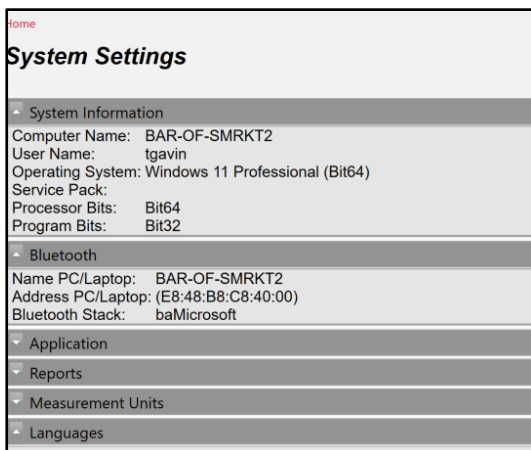 Home
System Settings
System Information
Computer Name: BAR-OF-SMRKT2
User Name: tgavin
Operating System: Windows 11 Professional (Bit64)
Service Pack:
Processor Bits: Bit64
Program Bits: Bit32
Bluetooth
Name PC/Laptop: BAR-OF-SMRKT2
Address PC/Laptop: (E8:48:B8:C8:40:00)
Bluetooth Stack: baMicrosoft
Application
Reports
Measurement Units
Languages